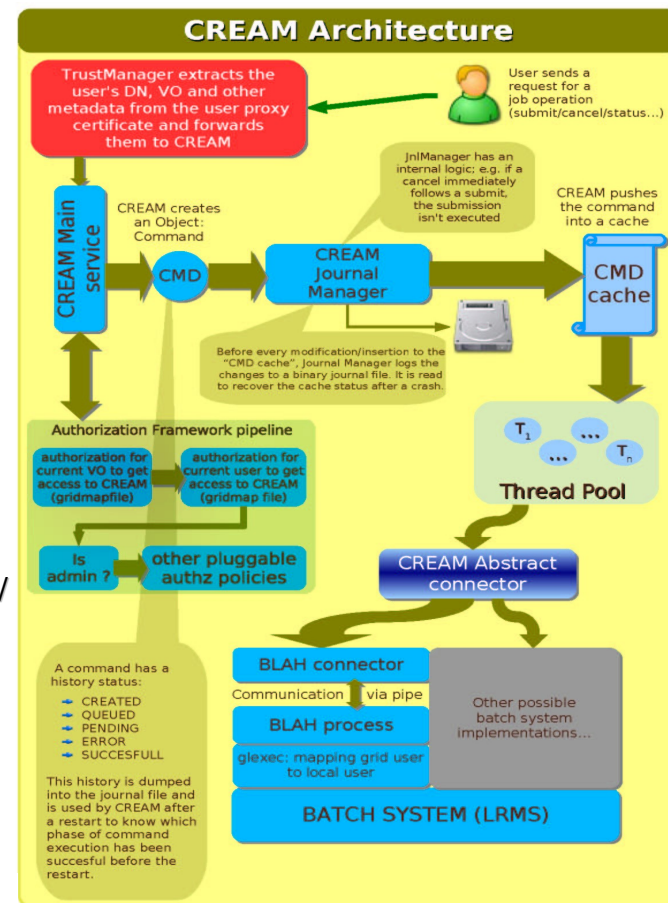 CREAM Architecture
TrustManager extracts the
user's DN, VO and other
metadata from the user proxy
certificate and forwards
them to CREAM
User sends a
request for a
job operation
(submit/cancel/status...)
JnlManager has an
internal logic; e.g. if a
cancel immediately
follows a submit,
the submission
isn't executed
CREAM pushes
the command
into a cache
CREAM creates
an Object:
Command
CREAM Main
service
CMD
CREAM
Journal
Manager
CMD
cache
Before every modification/insertion to the
"CMD cache", Journal Manager logs the
changes to a binary journal file. It is read
to recover the cache status after a crash.
Authorization Framework pipeline
authorization for
current VO to get
access to CREAM
(gridmapfile)
authorization for
current user to get
access to CREAM
(gridmap file)
Is
admin ?
other pluggable
authz policies
T1
...
...
Tn
Thread Pool
/
CREAM Abstract
connector
A command has a
history status:
CREATED
QUEUED
PENDING
ERROR
SUCCESFULL
This history is dumped
into the journal file and
is used by CREAM after
a restart to know which
phase of command
execution has been
succesful before the
restart.
BLAH connector
Communication via pipe
BLAH process
glexec: mapping grid user
to local user
Other possible
batch system
implementations...
BATCH SYSTEM (LRMS)